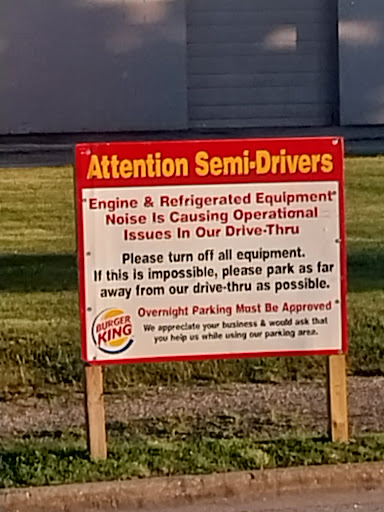 Attention Semi-Drivers
Engine & Refrigerated Equipment
Noise Is Causing Operational
Issues In Our Drive-Thru
Please turn off all equipment.
If this is impossible, please park as far
away from our drive-thru as possible.
BURGER
KING
Overnight Parking Must Be Approved
We appreciate your business & would ask that
you help us while using our parking area.